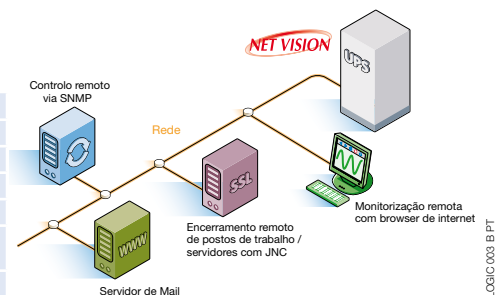 NET VISION
UPS
Controlo remoto
via SNMP
Rede
SSL
Monitorização remota
com browser de internet
Encerramento remoto
de postos de trabalho /
servidores com JNC
WWW
Servidor de Mail
LOGIC 003 B PT